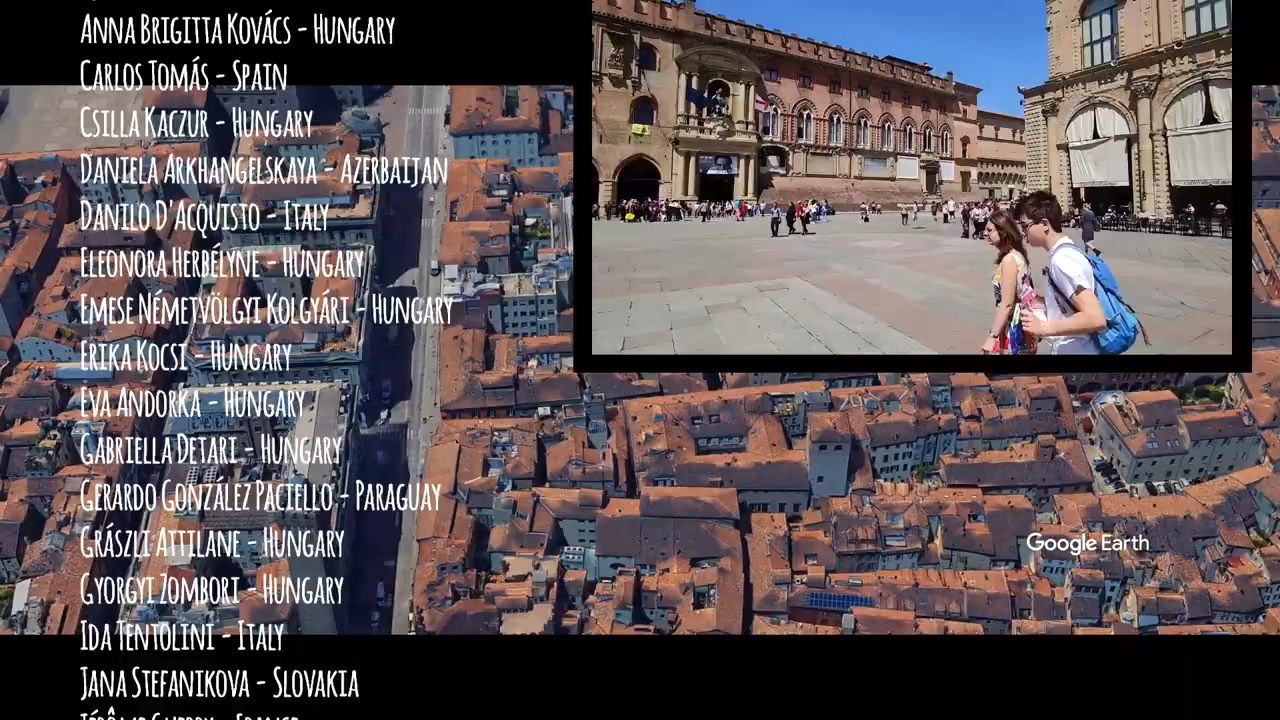 Anna Brigitta Kovács - Hungary
Carlos Tomás - Spain
Csilla Kaczur - Hungary
Daniela Arkhangelskaya - Azerbaijan
Danilo D'Acquisto - Italy
Eleonora Herbélyne - Hungary
Emese Németvölgyi Kolgyári - Hungary
Erika Kocsi - Hungary
Eva Andorka - Hungary
Gabriella Detari - Hungary
Gerardo González Paciello - Paraguay
Grászli Attilane - Hungary
Gyorgyi Zombori - Hungary
Ida Tentolini - Italy
Jana Stefanikova - Slovakia
Google Earth